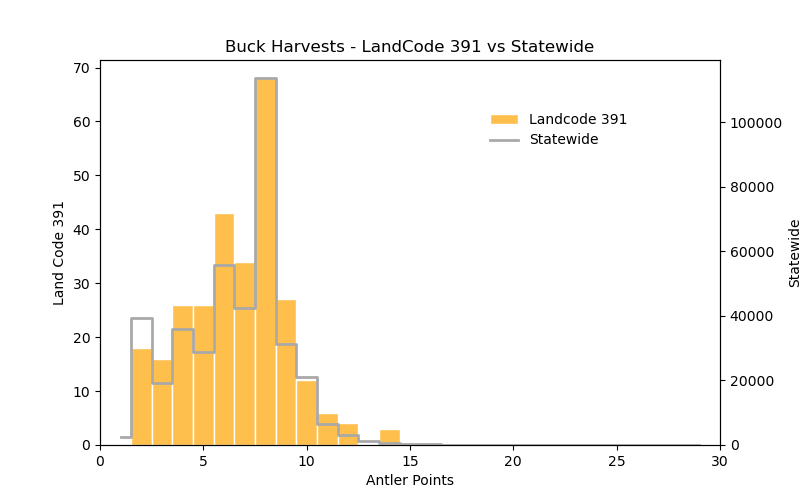 Buck Harvests - LandCode 391 vs Statewide
70
60
50
40
30
20
10
0
Land Code 391
Landcode 391
Statewide
100000
80000
60000
40000
20000
0
Statewide
0 5 10 15 20 25 30
Antler Points